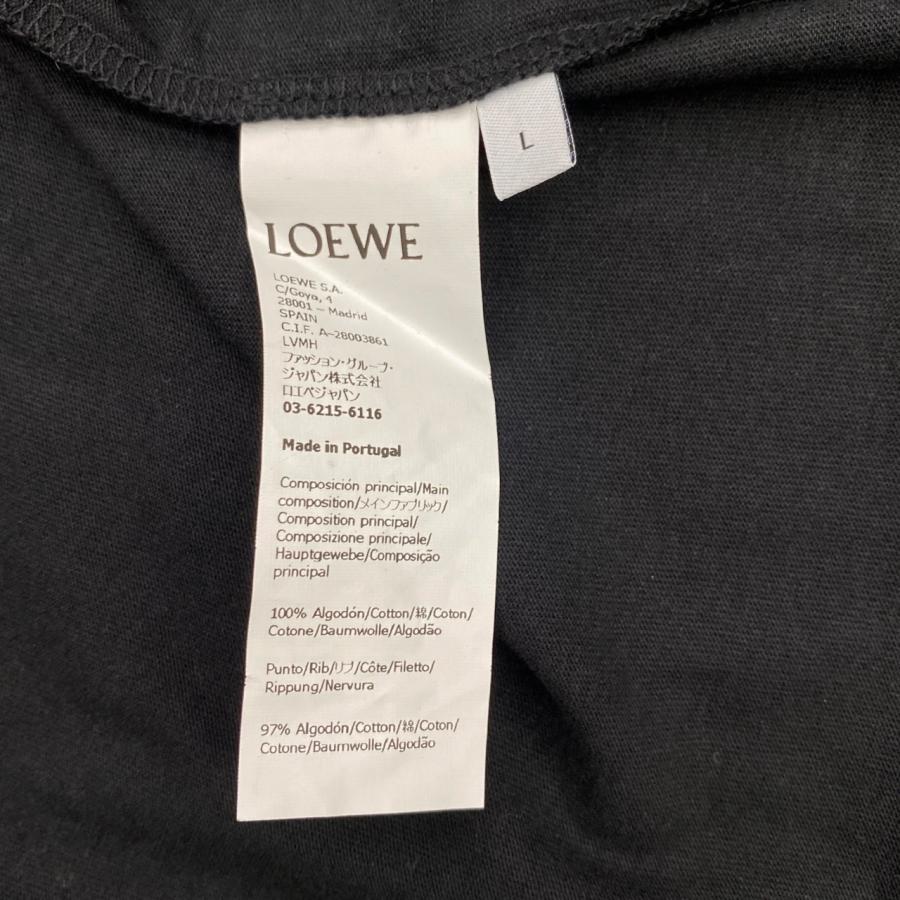 L
LOEWE
LOEWE S.A.
C/Goya, 4
28001 – Madrid
SPAIN
C.I.F. A-28003861
LVMH
ファッション・グループ・
ジャパン株式会社
ロエベジャパン
03-6215-6116
Made in Portugal
Composición principal/Main
composition/メインファブリック/
Composition principal/
Composizione principale/
Hauptgewebe/Composição
principal
100% Algodón/Cotton/綿/Coton/
Cotone/Baumwolle/Algodão
Punto/Rib/リブ/Côte/Filetto/
Rippung/Nervura
97% Algodón/Cotton/綿/Coton/
Cotone/Baumwolle/Algodão